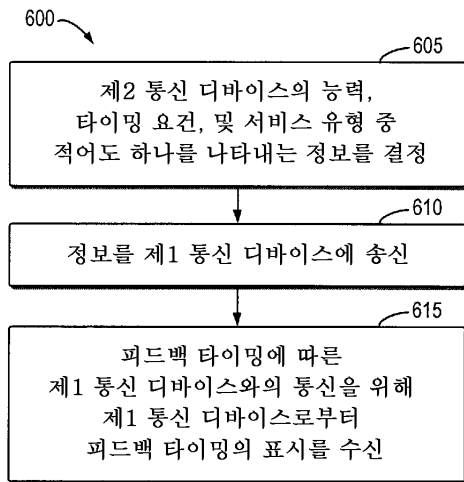 600
605
제2 통신 디바이스의 능력,
타이밍 요건, 및 서비스 유형 중
적어도 하나를 나타내는 정보를 결정
610
정보를 제1 통신 디바이스에 송신
615
피드백 타이밍에 따른
제1 통신 디바이스와의 통신을 위해
제1 통신 디바이스로부터
피드백 타이밍의 표시를 수신